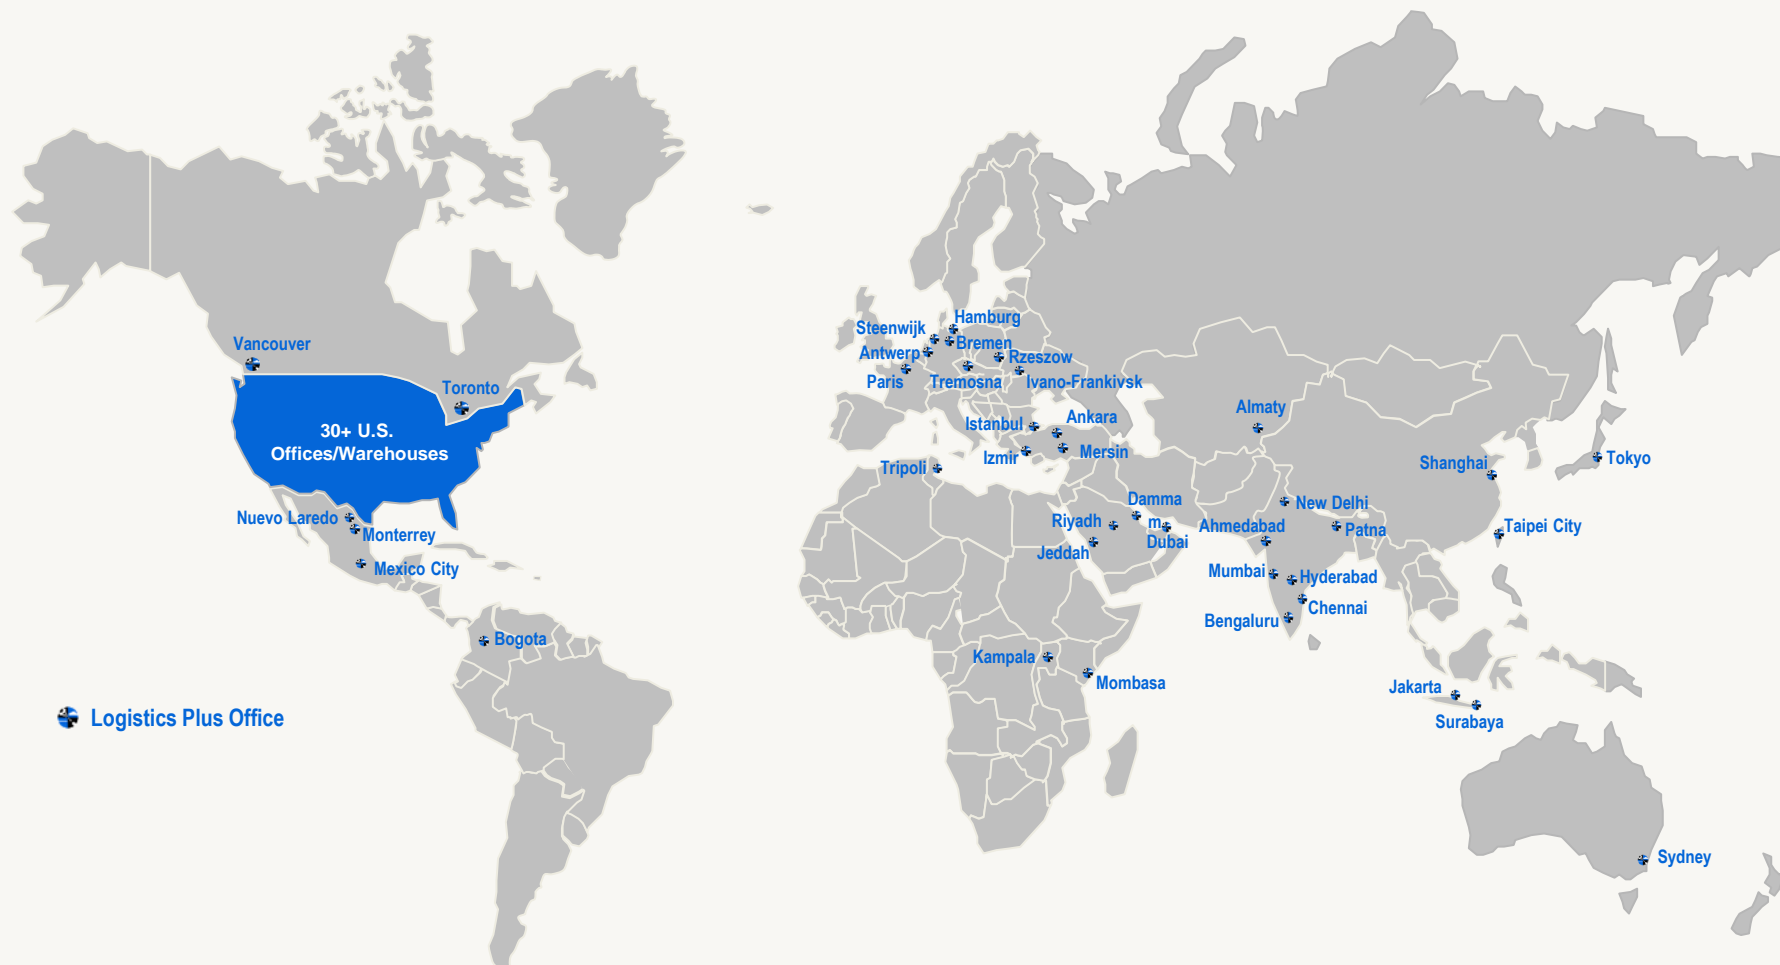 Vancouver
Toronto
30+ U.S.
Offices/Warehouses
Nuevo Laredo
Monterrey
Mexico City
Bogota
Logistics Plus Office
Hamburg
Steenwijk
Bremen
Antwerp
Rzeszow
Paris
Tremosna
Ivano-Frankivsk
Istanbul
Ankara
Izmir
Mersin
Tripoli
Almaty
Shanghai
Tokyo
Damma
m
Riyadh
Jeddah
Dubai
New Delhi
Ahmedabad
Patna
Taipei City
Mumbai
Hyderabad
Chennai
Bengaluru
Kampala
Mombasa
Jakarta
Surabaya
Sydney